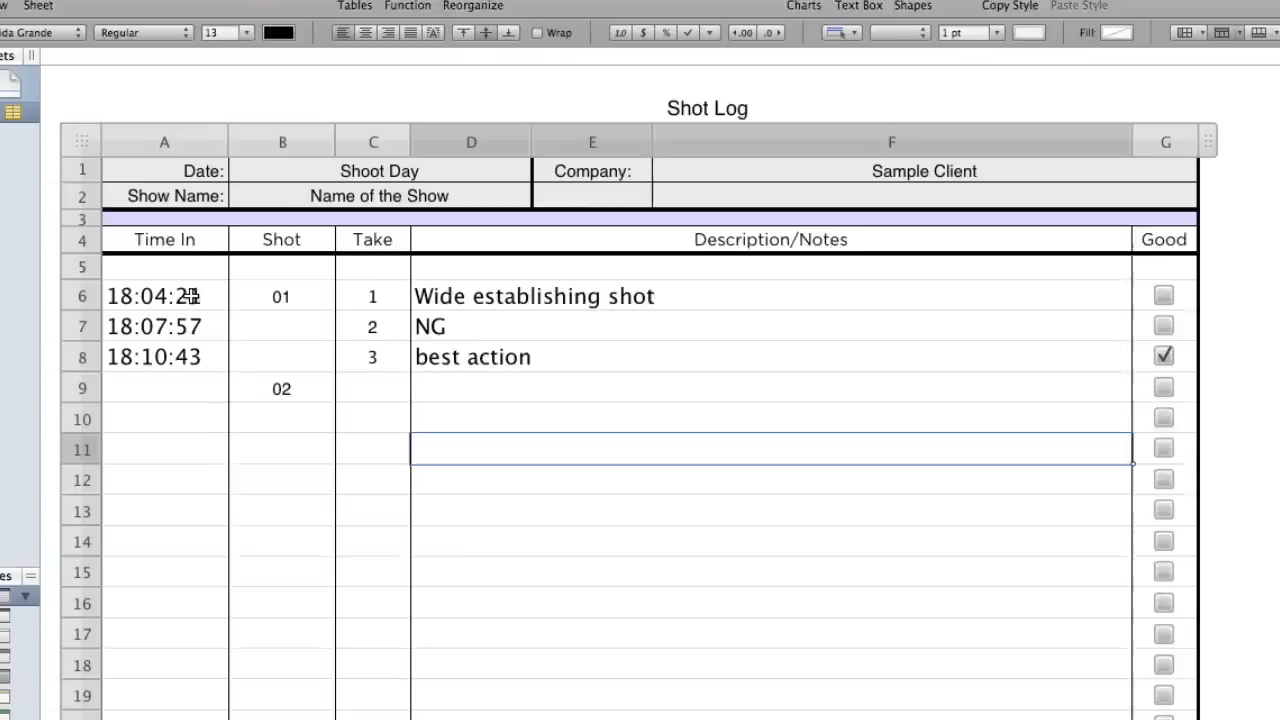 Sheet Tables Function Reorganize Charts Text Box Shapes Copy Style Paste Style
Regular 13 Wrap 1.0 $ % 1 pt Fill:
Shot Log
A B C D E F G
1 Date: Shoot Day Company: Sample Client
2 Show Name: Name of the Show
3
4 Time In Shot Take Description/Notes Good
5
6 01 1 Wide establishing shot
7 18:07:57 2 NG
8 18:10:43 3 best action
9 02
10
11
12
13
14
15
16
17
18
19